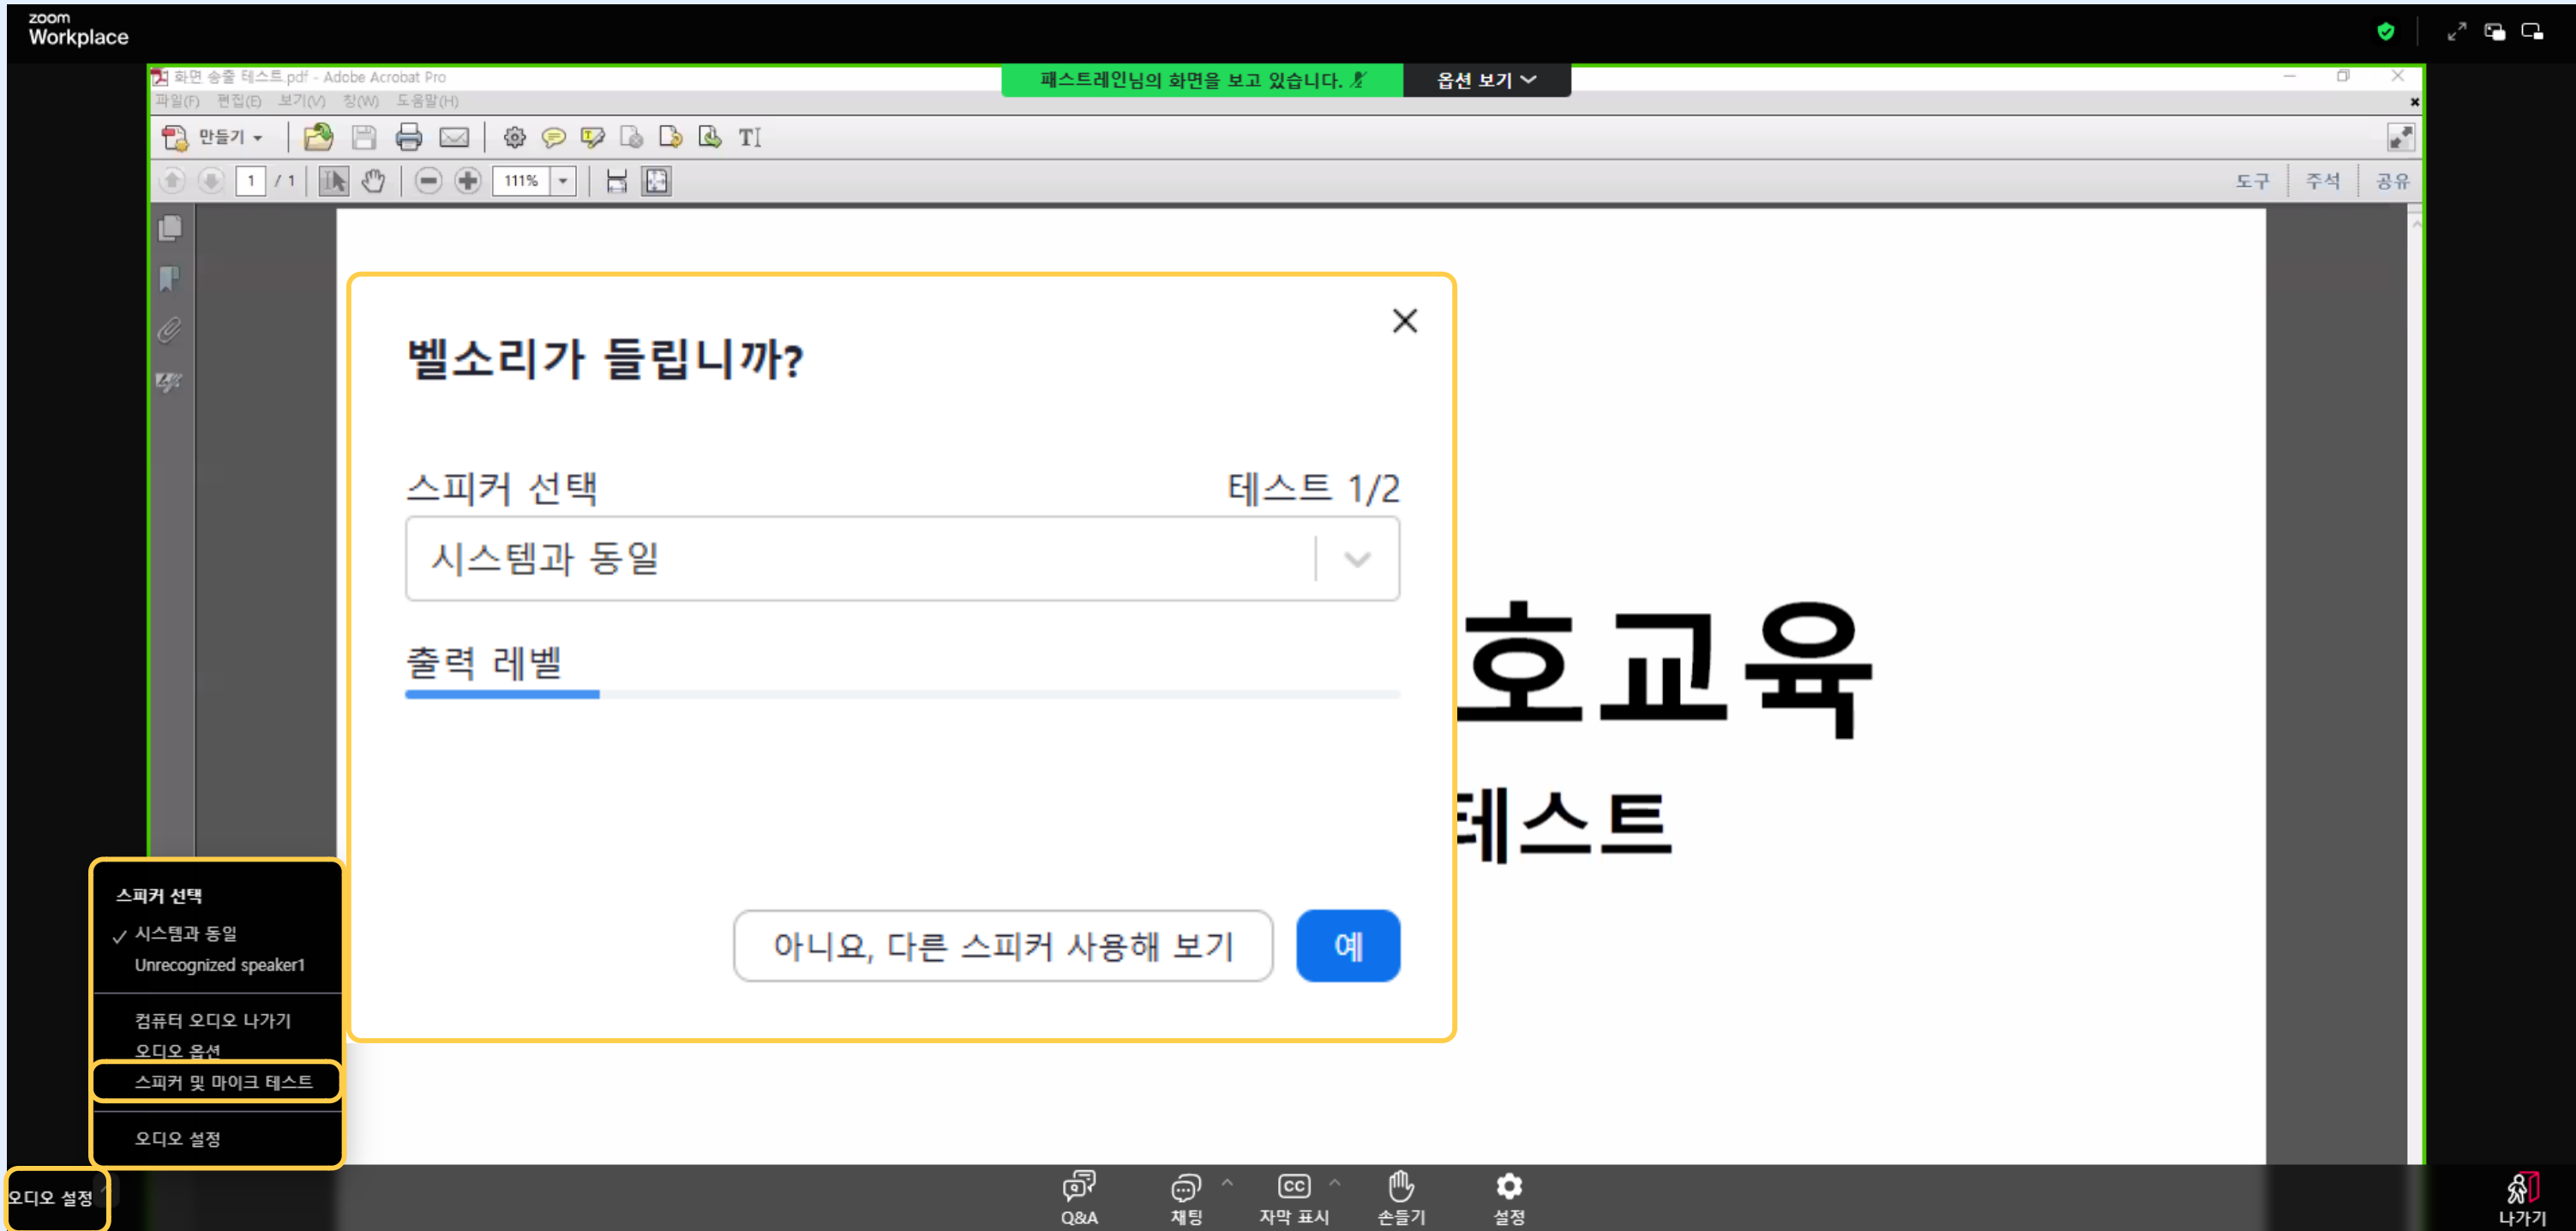 zoom
Workplace
화면 송출 테스트.pdf - Adobe Acrobat Pro
패스트레인님의 화면을 보고 있습니다.
옵션 보기
파일(F) 편집(E) 보기(V) 창(W) 도움말(H)
만들기
1 / 1
111%
도구 주석 공유
벨소리가 들립니까?
스피커 선택
테스트 1/2
시스템과 동일
출력 레벨
호교육
테스트
아니요, 다른 스피커 사용해 보기
예
스피커 선택
시스템과 동일
Unrecognized speaker1
컴퓨터 오디오 나가기
오디오 옵션
스피커 및 마이크 테스트
오디오 설정
오디오 설정
Q&A
채팅
CC
자막 표시
손들기
설정
나가기